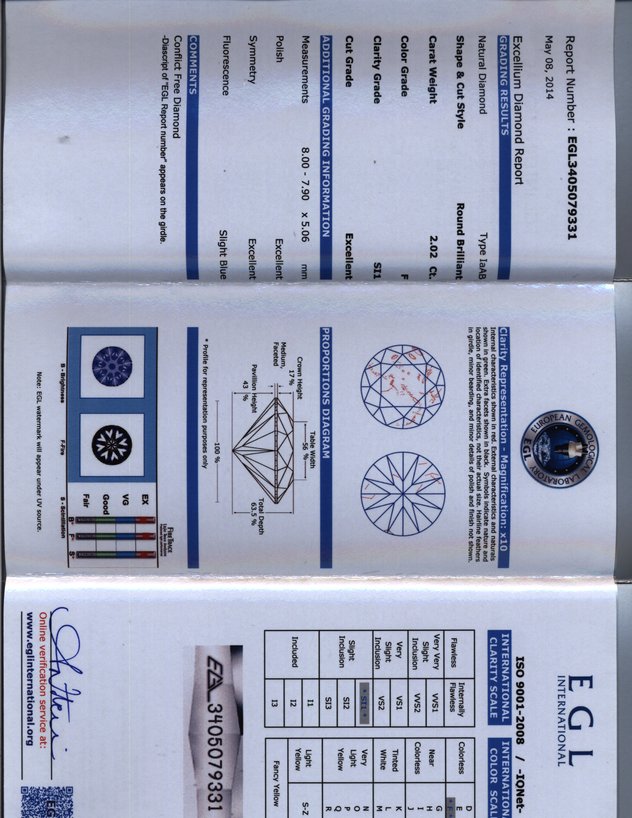 Report Number : EGL3405079331
May 08, 2014
Excellium Diamond Report
GRADING RESULTS
Natural Diamond Type IaAB
Shape & Cut Style Round Brilliant
Carat Weight 2.02 Ct.
Color Grade F
Clarity Grade SI1
Cut Grade Excellent
ADDITIONAL GRADING INFORMATION
Measurements 8.00 - 7.90 x 5.06 mm
Polish Excellent
Symmetry Excellent
Fluorescence Slight Blue
COMMENTS
Conflict Free Diamond
-Diascript of "EGL Report number" appears on the girdle.
EUROPEAN GEMOLOGICAL LABORATORY
EGL
Clarity Representation - Magnification: x10
Internal characteristics shown in red. External characteristics and naturals
shown in green. Extra facets shown in black. Symbols indicate nature and
location of identified characteristics, not their actual size. Hairline feathers
in girdle, minor bearding, and minor details of polish and finish not shown.
PROPORTIONS DIAGRAM
Table Width
56 %
Crown Height
17 %
Medium,
Faceted
Pavillion Height
43 %
Total Depth
63.5 %
100 %
* Profile for representation purposes only
EX
VG
Good
Fair
B - Brightness
F-Fire
S - Scintillation
Note: EGL watermark will appear under UV source.
EGL
INTERNATIONAL
ISO 9001-2008 / -IQNet-
INTERNATIONAL
CLARITY SCALE
Flawless
Internally
Flawless
Very Very
Slight
Inclusion
VVS1
VVS2
Very
Slight
Inclusion
VS1
VS2
Slight
Inclusion
* SI1 *
SI2
SI3
Included
I1
I2
I3
INTERNATIONAL
COLOR SCALE
Colorless
D
E
* F *
Near
Colorless
G
H
I
J
Tinted
White
K
L
M
Very
Light
Yellow
N
O
P
Q
R
Light
Yellow
S-Z
Fancy Yellow
3405079331
Online verification service at:
www.eglinternational.org